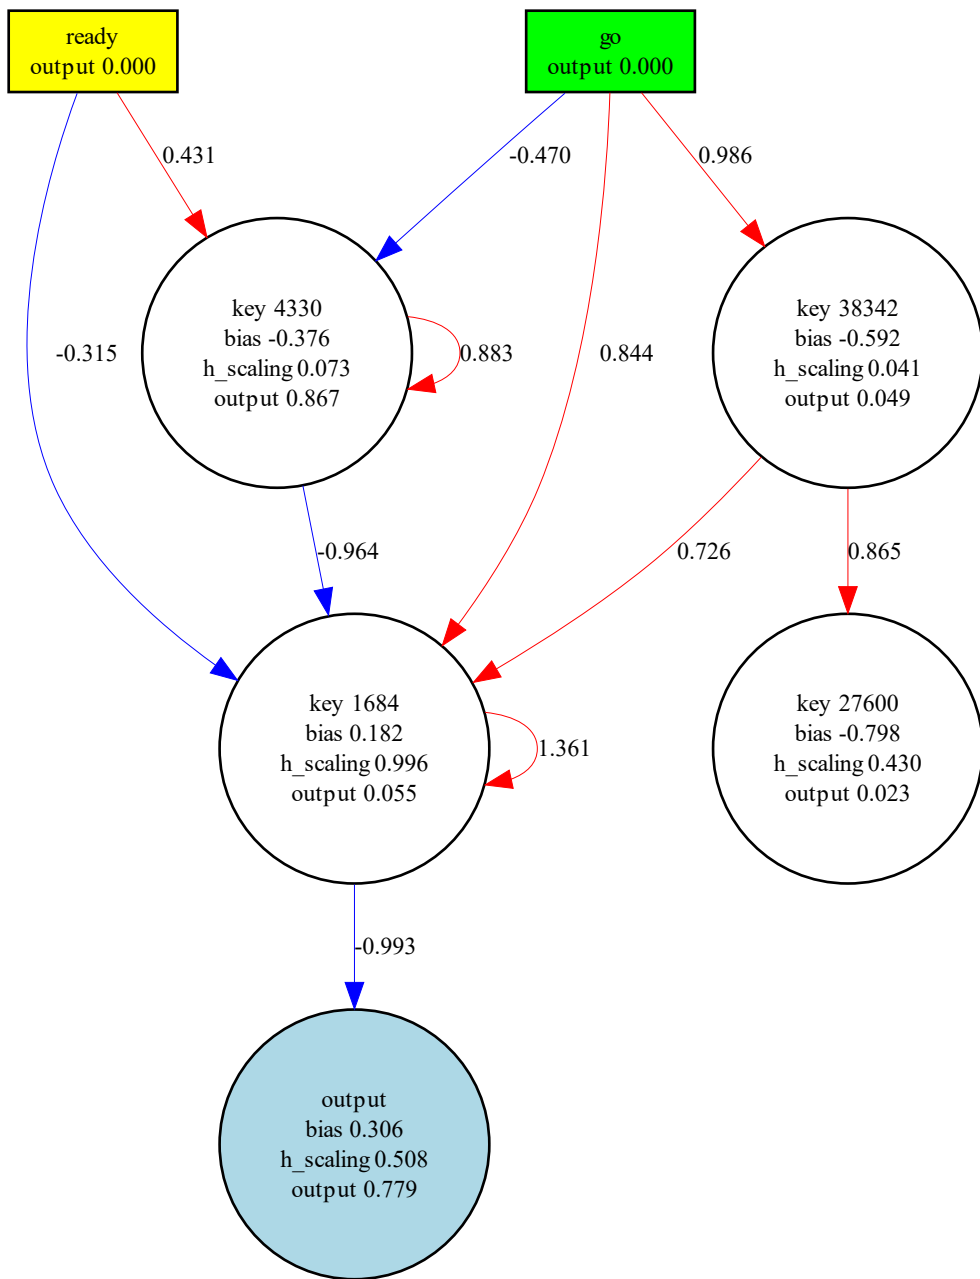 ready
output 0.000
go
output 0.000
0.431
-0.470
0.986
key 4330
bias -0.376
h_scaling 0.073
output 0.867
key 38342
bias -0.592
h_scaling 0.041
output 0.049
-0.315
0.883
0.844
-0.964
0.726
0.865
key 1684
bias 0.182
h_scaling 0.996
output 0.055
1.361
key 27600
bias -0.798
h_scaling 0.430
output 0.023
-0.993
output
bias 0.306
h_scaling 0.508
output 0.779